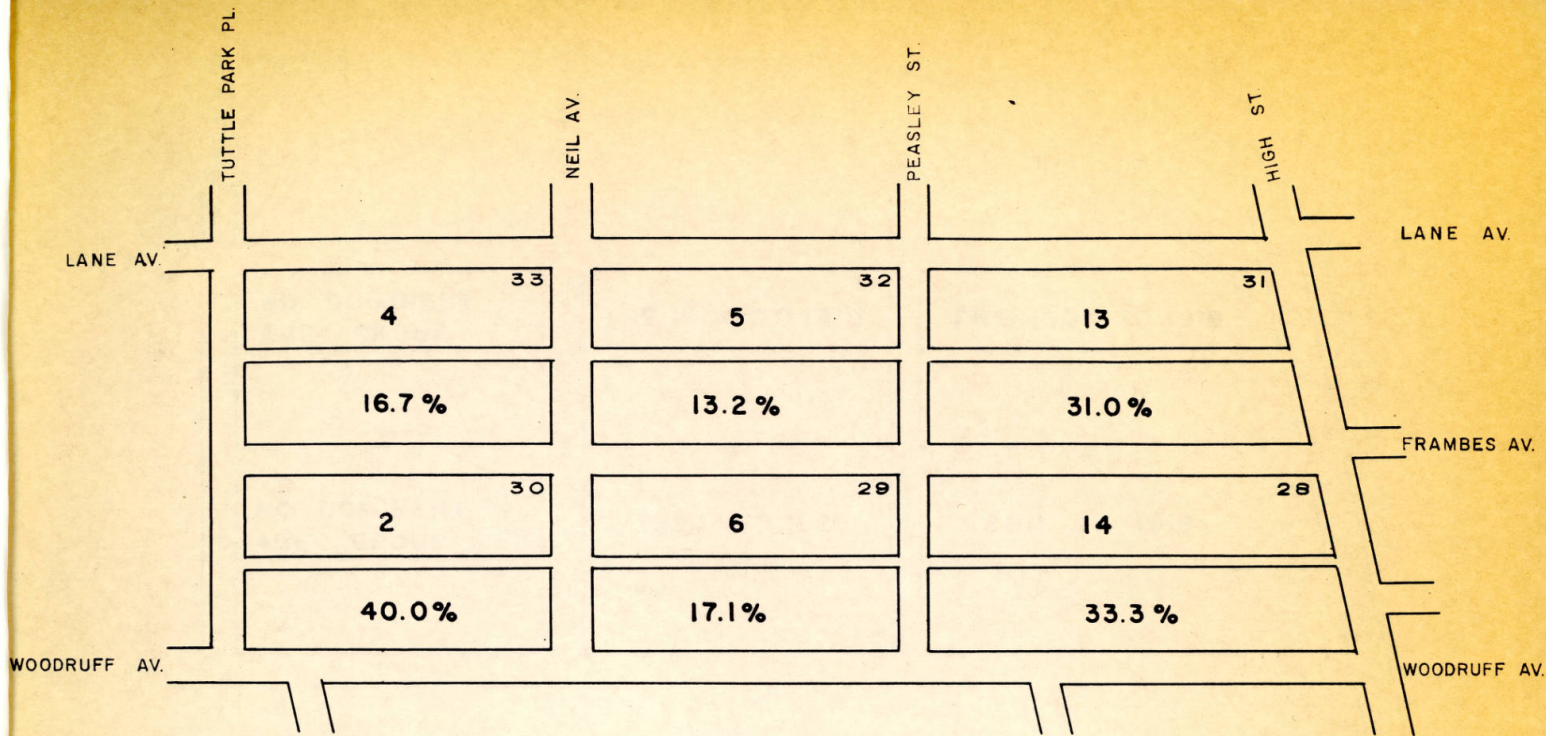 TUTTLE PARK PL.
NEIL AV.
PEASLEY ST.
HIGH ST.
LANE AV.
LANE AV.
33
32
31
4
5
13
16.7 %
13.2 %
31.0 %
FRAMBES AV.
30
29
28
2
6
14
40.0 %
17.1 %
33.3 %
WOODRUFF AV.
WOODRUFF AV.